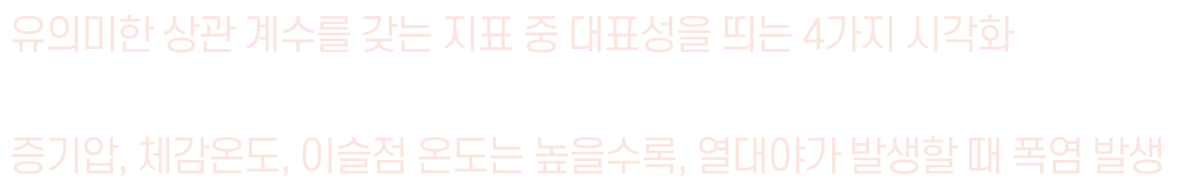 유의미한 상관 계수를 갖는 지표 중 대표성을 띄는 4가지 시각화
증기압, 체감온도, 이슬점 온도는 높을수록, 열대야가 발생할 때 폭염 발생